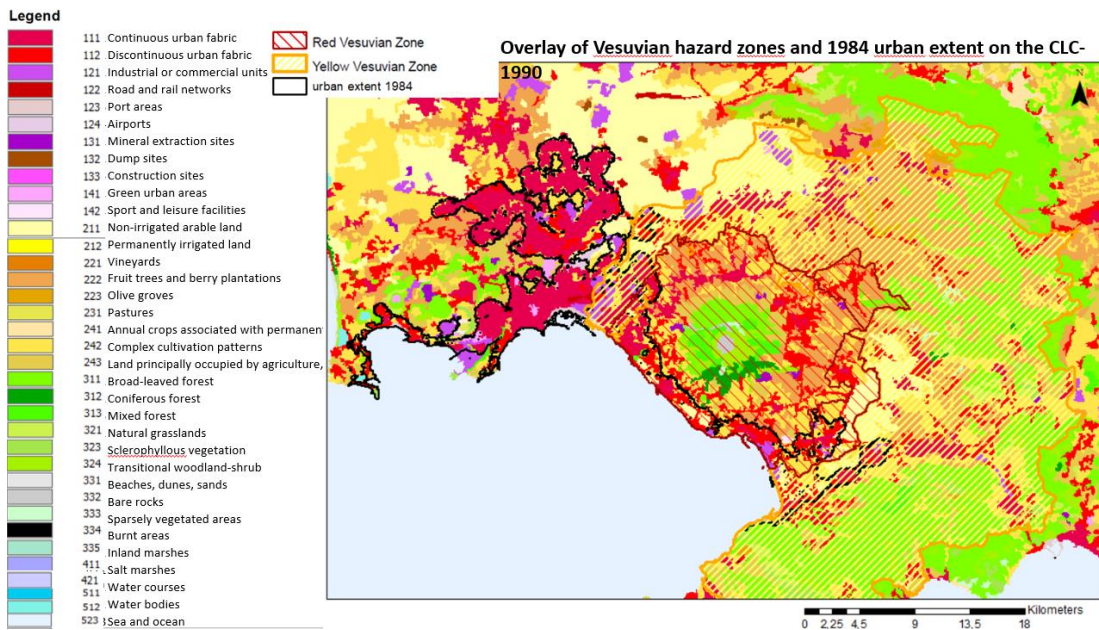 Legend
111 Continuous urban fabric
112 Discontinuous urban fabric
121 Industrial or commercial units
122 Road and rail networks
123 Port areas
124 Airports
131 Mineral extraction sites
132 Dump sites
133 Construction sites
141 Green urban areas
142 Sport and leisure facilities
211 Non-irrigated arable land
212 Permanently irrigated land
221 Vineyards
222 Fruit trees and berry plantations
223 Olive groves
231 Pastures
241 Annual crops associated with permanen
242 Complex cultivation patterns
243 Land principally occupied by agriculture,
311 Broad-leaved forest
312 Coniferous forest
313 Mixed forest
321 Natural grasslands
323 Sclerophyllous vegetation
324 Transitional woodland-shrub
331 Beaches, dunes, sands
332 Bare rocks
333 Sparsely vegetated areas
334 Burnt areas
335 Inland marshes
411 Salt marshes
421 Water courses
511 Water bodies
512
523 Sea and ocean
Red Vesuvian Zone
Yellow Vesuvian Zone
urban extent 1984
Overlay of Vesuvian hazard zones and 1984 urban extent on the CLC-
1990
N
Kilometers
0 2,25 4,5 9 13,5 18